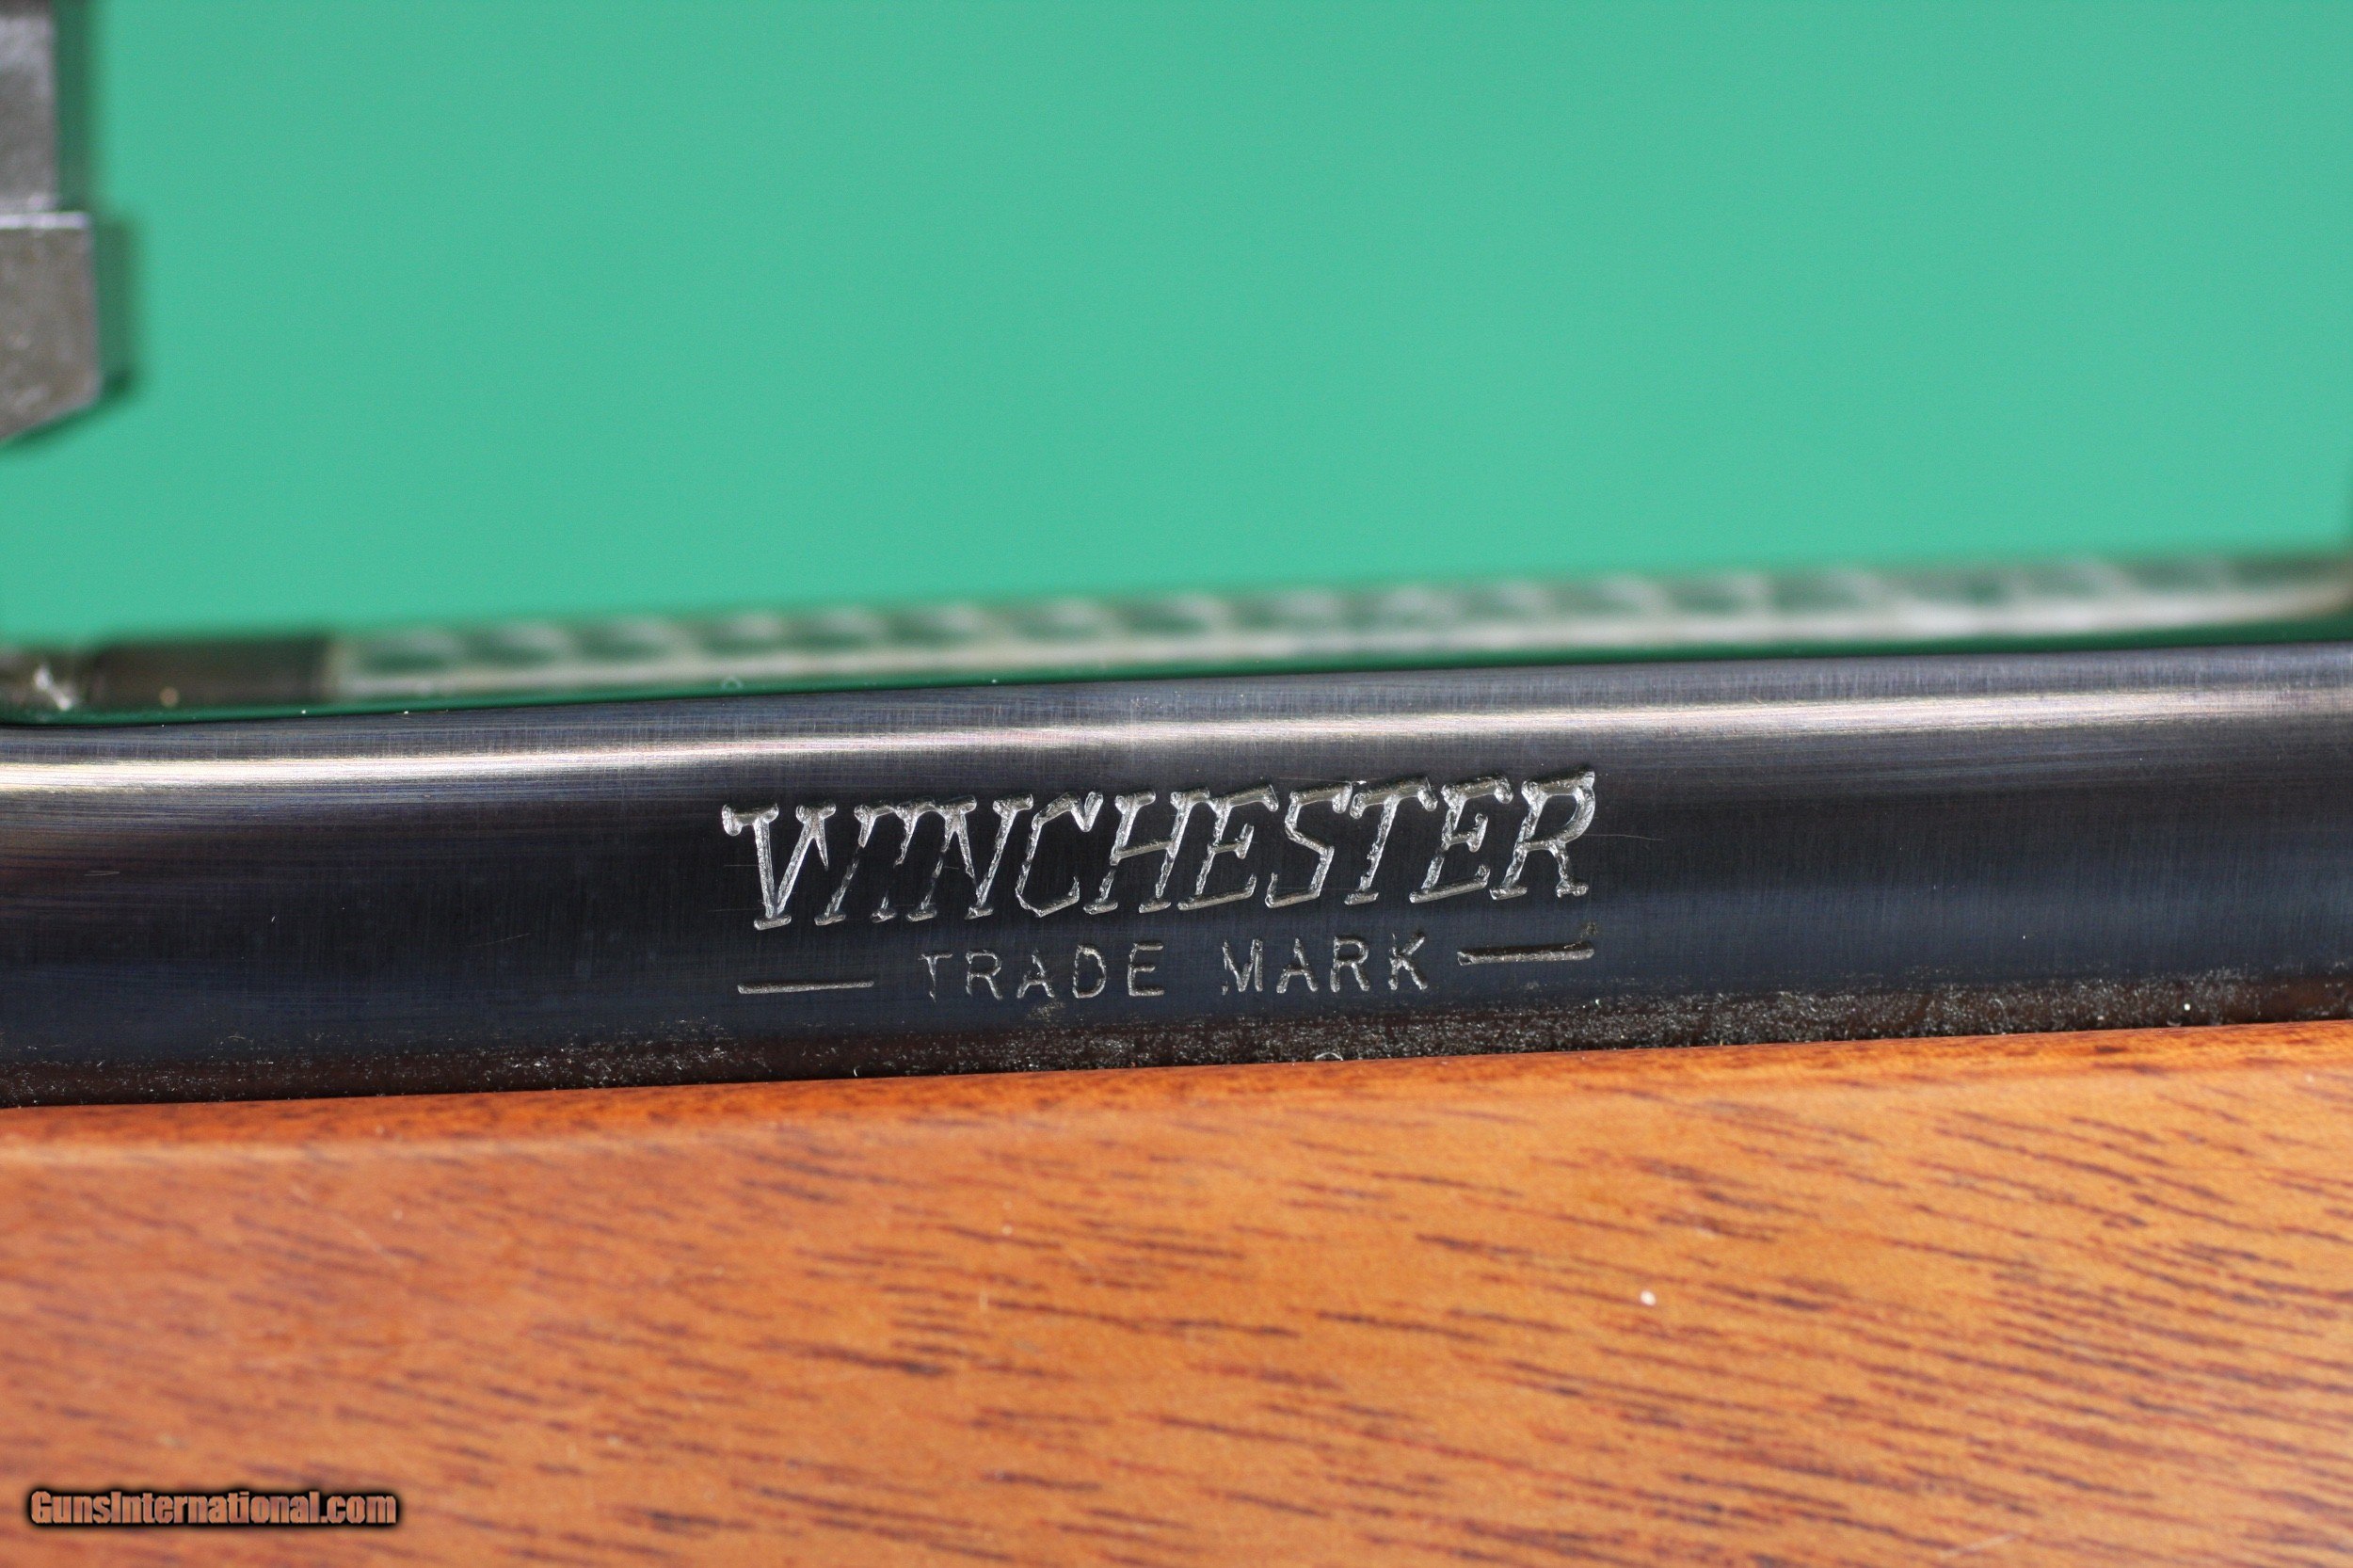 WINCHESTER
— TRADE MARK —
GunsInternational.com